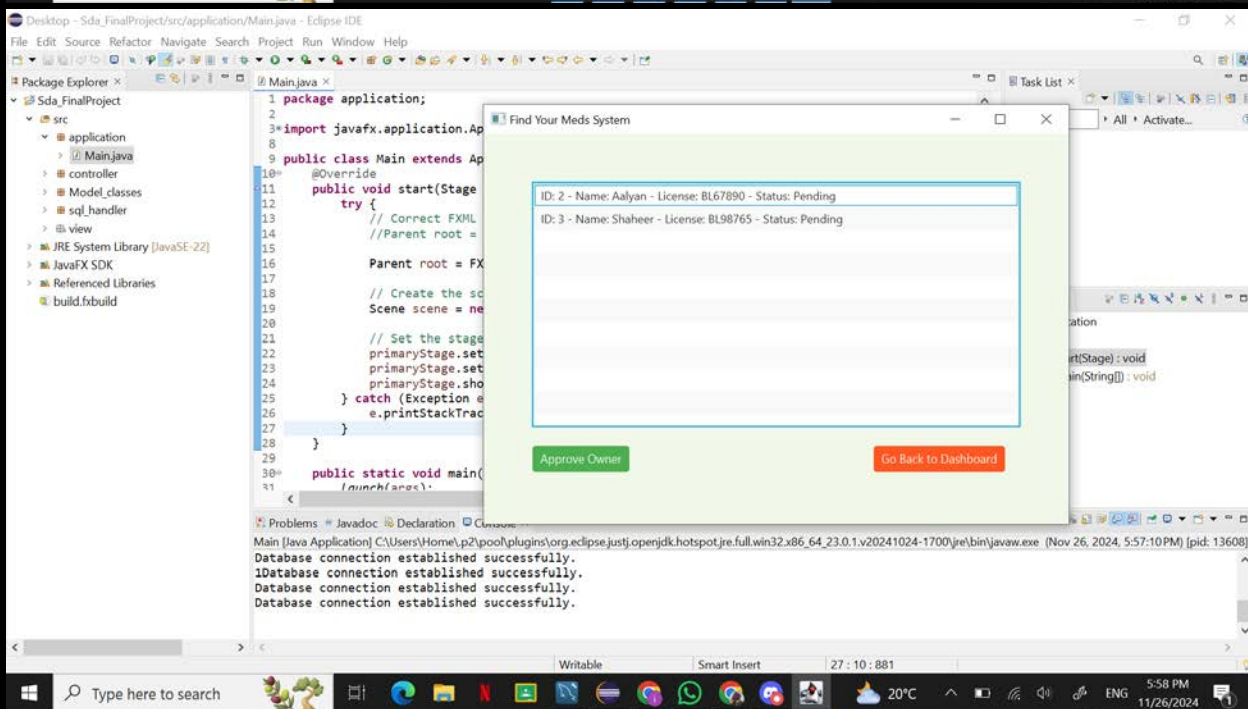 Desktop - Sda_FinalProject/src/application/Main.java - Eclipse IDE
File Edit Source Refactor Navigate Search Project Run Window Help
Package Explorer
Sda_FinalProject
src
application
Main.java
controller
Model_classes
sql_handler
view
JRE System Library [JavaSE-22]
JavaFX SDK
Referenced Libraries
build.fxbuild
Main.java
1 package application;
2
3 import javafx.application.Ap
8
9 public class Main extends Ap
10 @Override
11 public void start(Stage
12 try {
13 // Correct FXML
14 //Parent root =
15
16 Parent root = FX
17
18 // Create the sc
19 Scene scene = ne
20
21 // Set the stage
22 primaryStage.set
23 primaryStage.set
24 primaryStage.sho
25 } catch (Exception e
26 e.printStackTrac
27 }
28 }
29
30 public static void main(
31 launch(args);
Find Your Meds System
ID: 2 - Name: Aalyan - License: BL67890 - Status: Pending
ID: 3 - Name: Shaheer - License: BL98765 - Status: Pending
Approve Owner
Go Back to Dashboard
Task List
All Activate...
cation
rt(Stage) : void
ain(String[]) : void
Problems Javadoc Declaration Console
Main [Java Application] C:\Users\Home\.p2\pool\plugins\org.eclipse.justj.openjdk.hotspot.jre.full.win32.x86_64_23.0.1.v20241024-1700\jre\bin\javaw.exe (Nov 26, 2024, 5:57:10 PM) [pid: 13608]
Database connection established successfully.
1Database connection established successfully.
Database connection established successfully.
Database connection established successfully.
Writable
Smart Insert
27 : 10 : 881
Type here to search
20°C
ENG
5:58 PM
11/26/2024